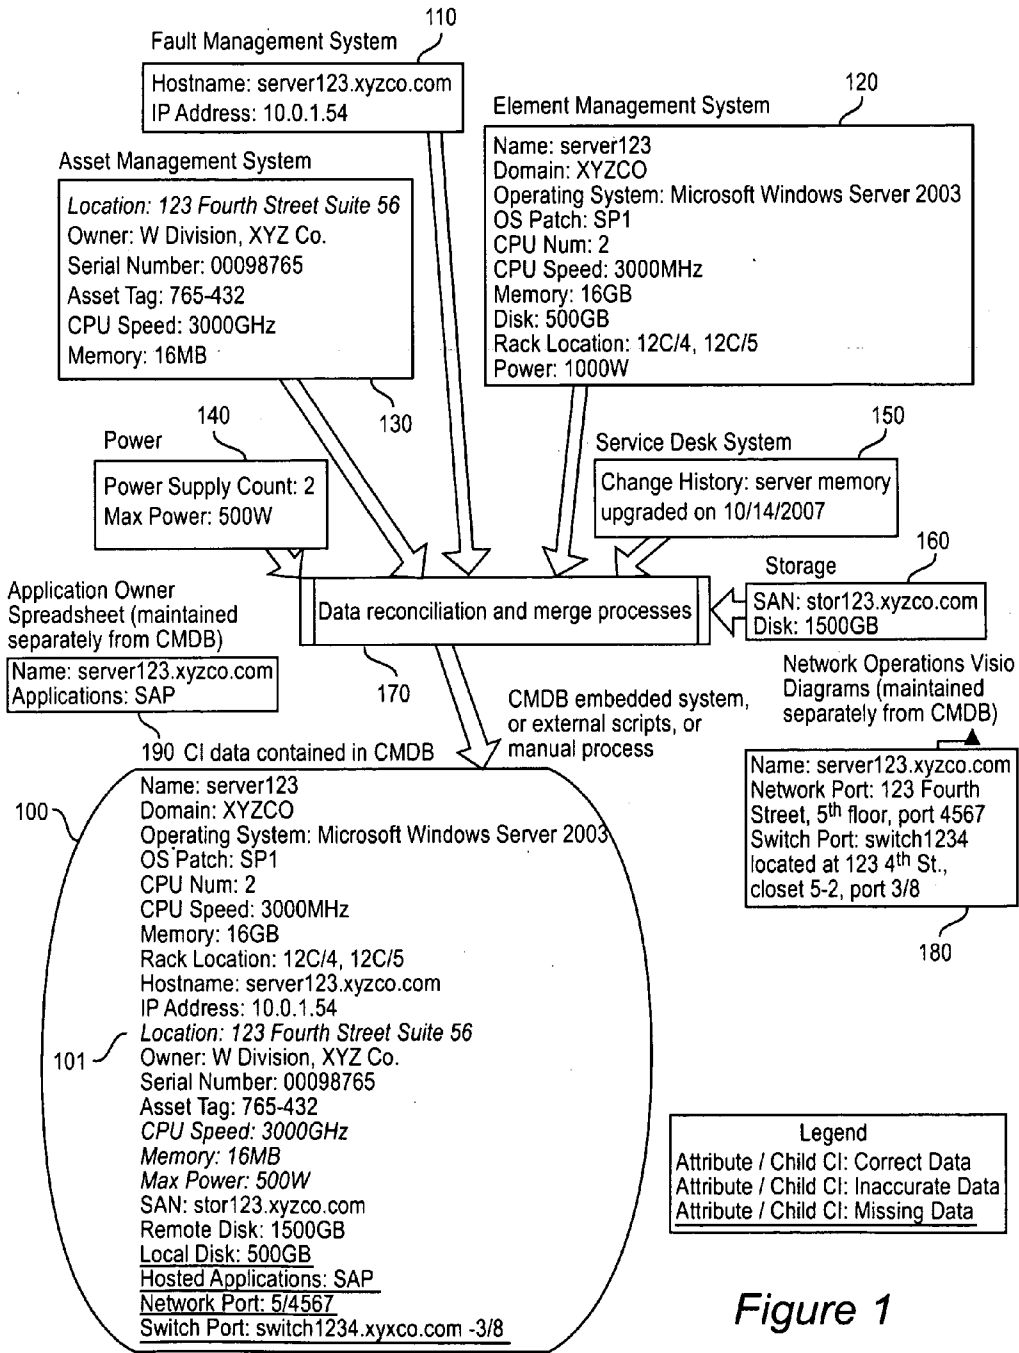 110
Fault Management System
Hostname: server123.xyzco.com
IP Address: 10.0.1.54
120
Element Management System
Name: server123
Domain: XYZCO
Operating System: Microsoft Windows Server 2003
OS Patch: SP1
CPU Num: 2
CPU Speed: 3000MHz
Memory: 16GB
Disk: 500GB
Rack Location: 12C/4, 12C/5
Power: 1000W
Asset Management System
Location: 123 Fourth Street Suite 56
Owner: W Division, XYZ Co.
Serial Number: 00098765
Asset Tag: 765-432
CPU Speed: 3000GHz
Memory: 16MB
130
140
Power
Power Supply Count: 2
Max Power: 500W
150
Service Desk System
Change History: server memory
upgraded on 10/14/2007
160
Storage
SAN: stor123.xyzco.com
Disk: 1500GB
Data reconciliation and merge processes
170
Application Owner
Spreadsheet (maintained
separately from CMDB)
Name: server123.xyzco.com
Applications: SAP
190
CMDB embedded system,
or external scripts, or
manual process
Network Operations Visio
Diagrams (maintained
separately from CMDB)
Name: server123.xyzco.com
Network Port: 123 Fourth
Street, 5th floor, port 4567
Switch Port: switch1234
located at 123 4th St.,
closet 5-2, port 3/8
180
CI data contained in CMDB
100
Name: server123
Domain: XYZCO
Operating System: Microsoft Windows Server 2003
OS Patch: SP1
CPU Num: 2
CPU Speed: 3000MHz
Memory: 16GB
Rack Location: 12C/4, 12C/5
Hostname: server123.xyzco.com
IP Address: 10.0.1.54
Location: 123 Fourth Street Suite 56
101
Owner: W Division, XYZ Co.
Serial Number: 00098765
Asset Tag: 765-432
CPU Speed: 3000GHz
Memory: 16MB
Max Power: 500W
SAN: stor123.xyzco.com
Remote Disk: 1500GB
Local Disk: 500GB
Hosted Applications: SAP
Network Port: 5/4567
Switch Port: switch1234.xyxco.com -3/8
Legend
Attribute / Child CI: Correct Data
Attribute / Child CI: Inaccurate Data
Attribute / Child CI: Missing Data
Figure 1